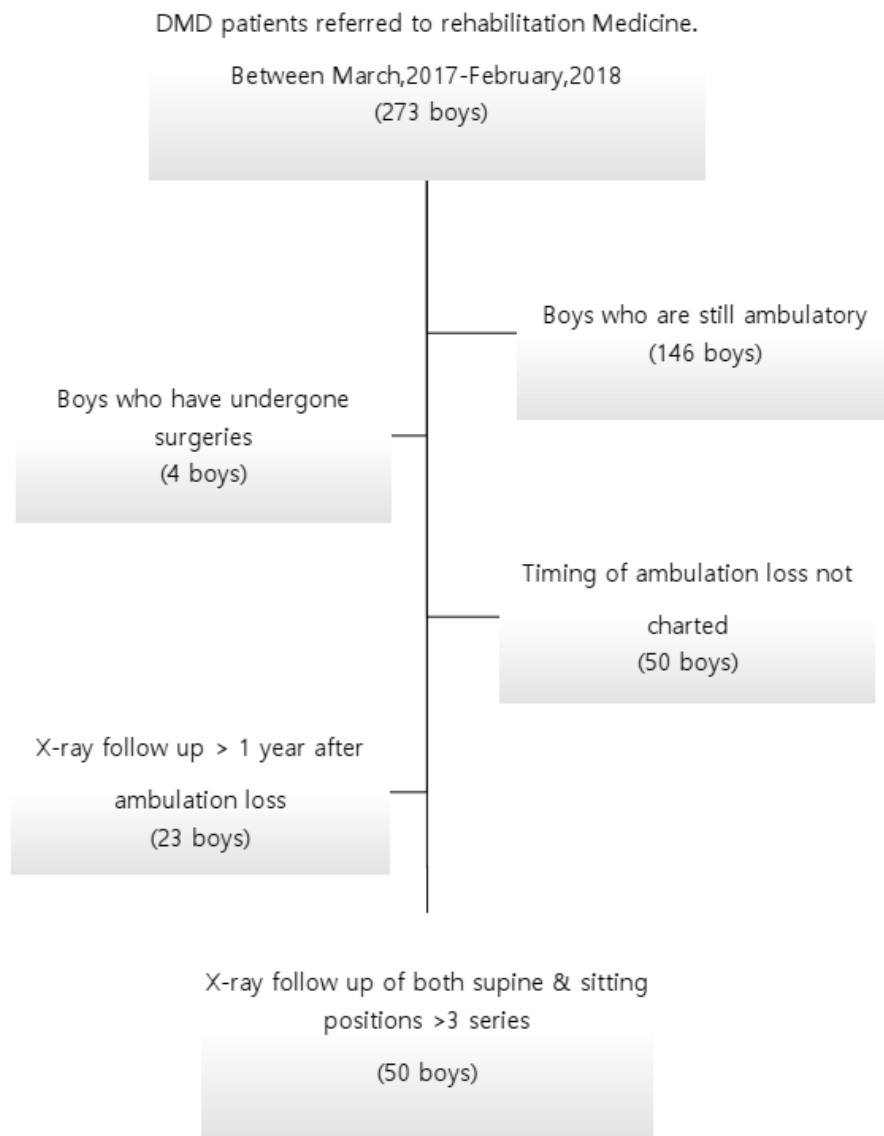 DMD patients referred to rehabilitation Medicine.
Between March,2017-February,2018
(273 boys)
Boys who are still ambulatory
(146 boys)
Boys who have undergone
surgeries
(4 boys)
Timing of ambulation loss not
charted
(50 boys)
X-ray follow up > 1 year after
ambulation loss
(23 boys)
X-ray follow up of both supine & sitting
positions >3 series
(50 boys)